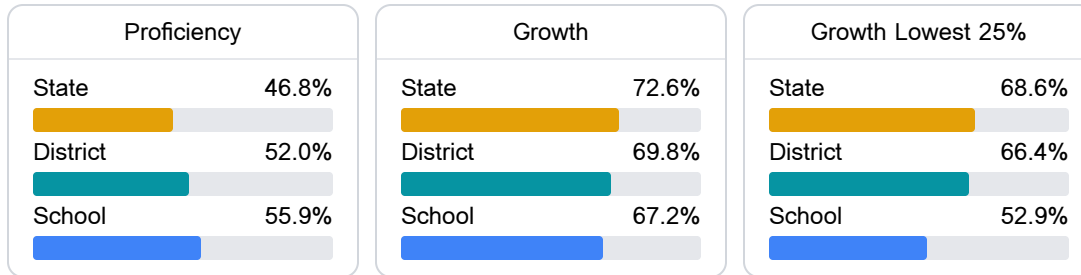 Proficiency
State 46.8%
District 52.0%
School 55.9%
Growth
State 72.6%
District 69.8%
School 67.2%
Growth Lowest 25%
State 68.6%
District 66.4%
School 52.9%